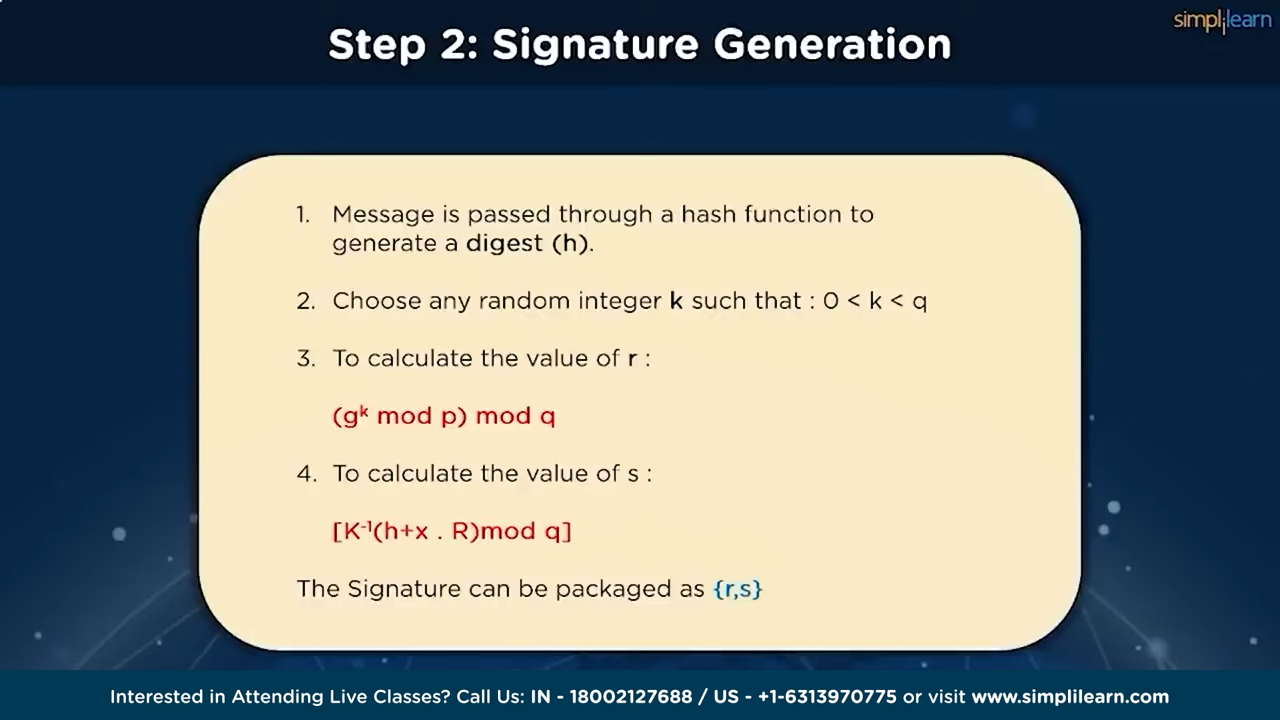 simplilearn
Step 2: Signature Generation
1. Message is passed through a hash function to
generate a digest (h).
2. Choose any random integer k such that : 0 < k < q
3. To calculate the value of r :
(gᵏ mod p) mod q
4. To calculate the value of s :
[K⁻¹(h+x . R)mod q]
The Signature can be packaged as {r,s}
Interested in Attending Live Classes? Call Us: IN - 18002127688 / US - +1-6313970775 or visit www.simplilearn.com